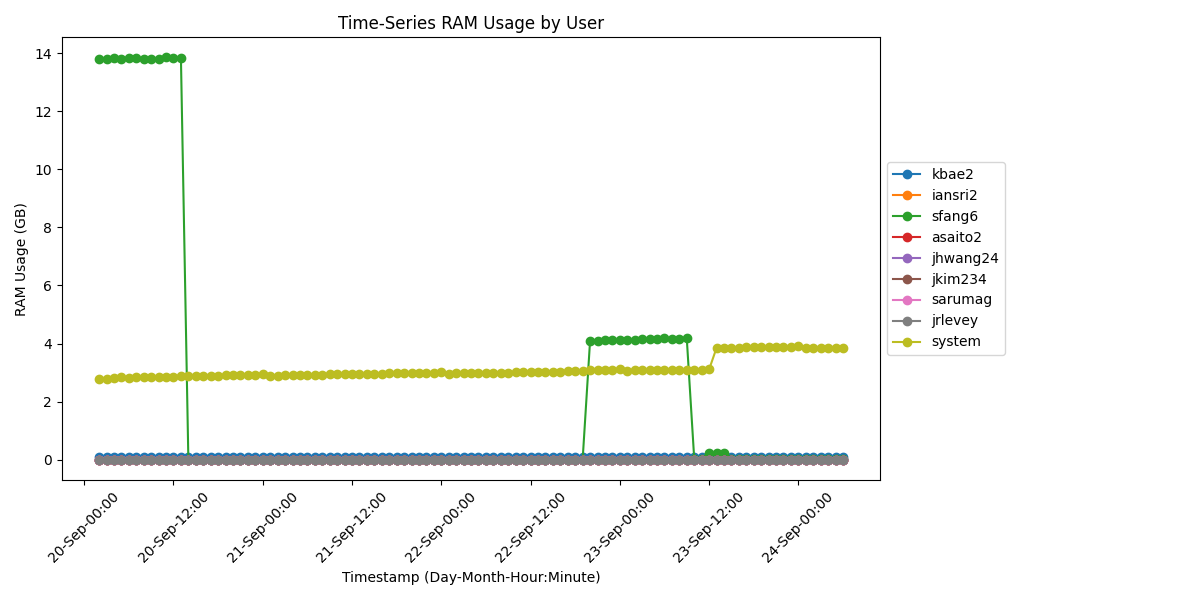 Time-Series RAM Usage by User
14
12
10
8
6
4
2
0
RAM Usage (GB)
20-Sep-00:00
20-Sep-12:00
21-Sep-00:00
21-Sep-12:00
22-Sep-00:00
22-Sep-12:00
23-Sep-00:00
23-Sep-12:00
24-Sep-00:00
Timestamp (Day-Month-Hour:Minute)
kbae2
iansri2
sfang6
asaito2
jhwang24
jkim234
sarumag
jrlevey
system